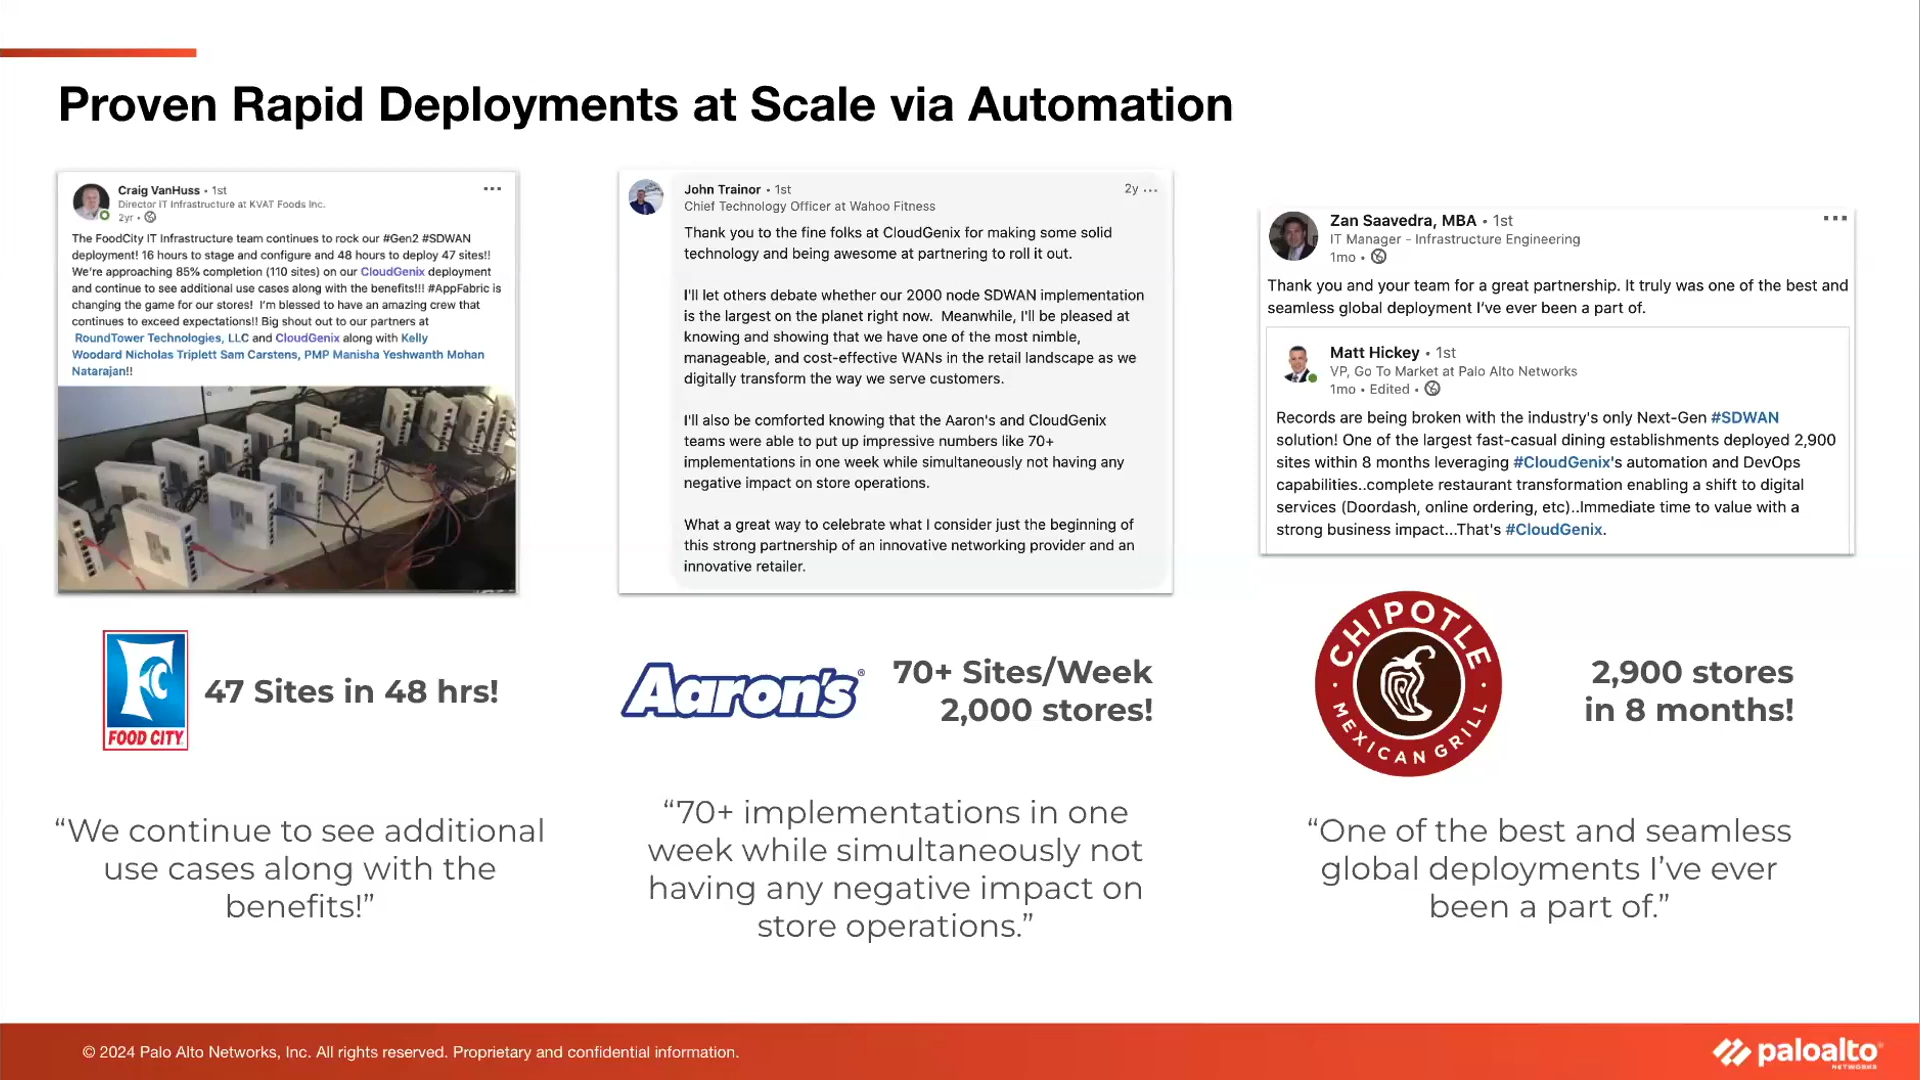 Proven Rapid Deployments at Scale via Automation
Craig VanHuss • 1st
Director IT Infrastructure at KVAT Foods Inc.
2yr •
The FoodCity IT Infrastructure team continues to rock our #Gen2 #SDWAN
deployment! 16 hours to stage and configure and 48 hours to deploy 47 sites!!
We're approaching 85% completion (110 sites) on our CloudGenix deployment
and continue to see additional use cases along with the benefits!!! #AppFabric is
changing the game for our stores! I'm blessed to have an amazing crew that
continues to exceed expectations!! Big shout out to our partners at
RoundTower Technologies, LLC and CloudGenix along with Kelly
Woodard Nicholas Triplett Sam Carstens, PMP Manisha Yeshwanth Mohan
Natarajan!!
FOOD CITY
47 Sites in 48 hrs!
“We continue to see additional
use cases along with the
benefits!”
John Trainor • 1st
2y ...
Chief Technology Officer at Wahoo Fitness
Thank you to the fine folks at CloudGenix for making some solid
technology and being awesome at partnering to roll it out.
I'll let others debate whether our 2000 node SDWAN implementation
is the largest on the planet right now. Meanwhile, I'll be pleased at
knowing and showing that we have one of the most nimble,
manageable, and cost-effective WANs in the retail landscape as we
digitally transform the way we serve customers.
I'll also be comforted knowing that the Aaron's and CloudGenix
teams were able to put up impressive numbers like 70+
implementations in one week while simultaneously not having any
negative impact on store operations.
What a great way to celebrate what I consider just the beginning of
this strong partnership of an innovative networking provider and an
innovative retailer.
Aaron's®
70+ Sites/Week
2,000 stores!
“70+ implementations in one
week while simultaneously not
having any negative impact on
store operations.”
Zan Saavedra, MBA • 1st
IT Manager - Infrastructure Engineering
1mo •
Thank you and your team for a great partnership. It truly was one of the best and
seamless global deployment I've ever been a part of.
Matt Hickey • 1st
VP, Go To Market at Palo Alto Networks
1mo • Edited •
Records are being broken with the industry's only Next-Gen #SDWAN
solution! One of the largest fast-casual dining establishments deployed 2,900
sites within 8 months leveraging #CloudGenix's automation and DevOps
capabilities..complete restaurant transformation enabling a shift to digital
services (Doordash, online ordering, etc)..Immediate time to value with a
strong business impact...That's #CloudGenix.
CHIPOTLE
MEXICAN GRILL
2,900 stores
in 8 months!
“One of the best and seamless
global deployments I’ve ever
been a part of.”
© 2024 Palo Alto Networks, Inc. All rights reserved. Proprietary and confidential information.
paloalto
NETWORKS